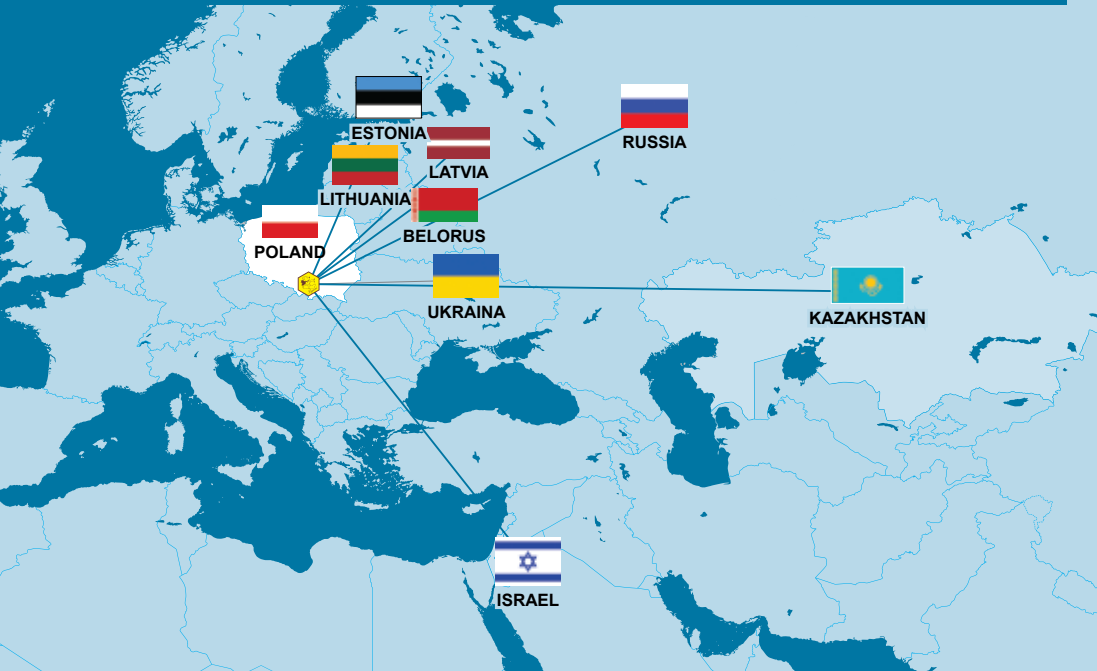 ESTONIA
RUSSIA
LATVIA
LITHUANIA
BELORUS
POLAND
UKRAINA
KAZAKHSTAN
ISRAEL